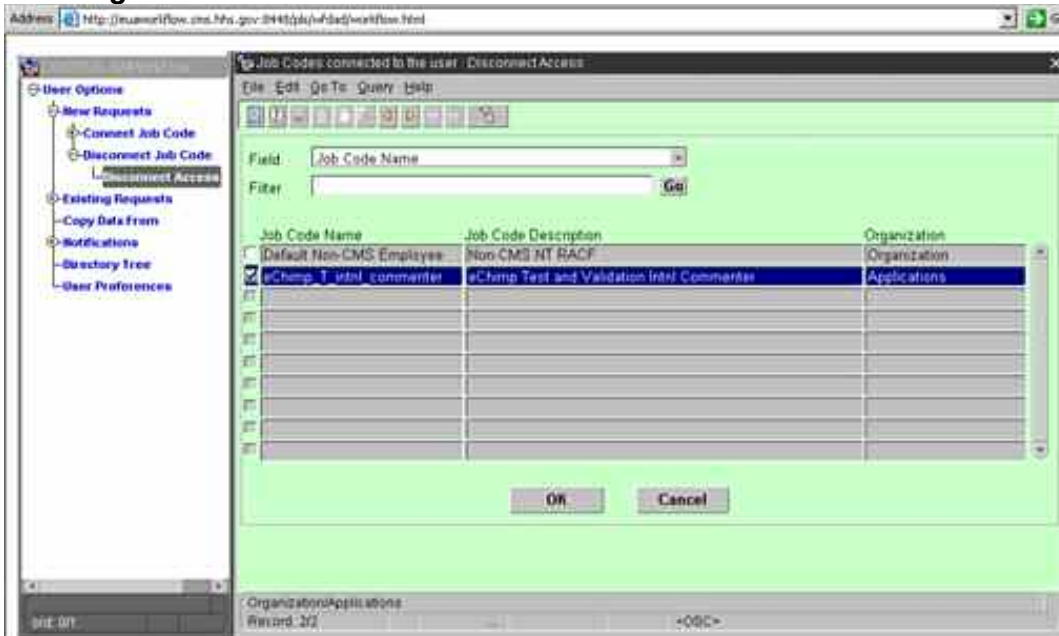 Address http://euaworkflow.cms.hhs.gov:8448/pls/wfdad/workflow.html
Job Codes connected to the user : Disconnect Access
User Options
New Requests
Connect Job Code
Disconnect Job Code
Disconnect Access
Existing Requests
Copy Data From
Notifications
Directory Tree
User Preferences
File Edit Go To Query Help
Field Job Code Name
Filter Go
Job Code Name Job Code Description Organization
Default Non-CMS Employee Non CMS NT RACF Organization
eChimp_T_intnl_commenter eChimp Test and Validation Intnl Commenter Applications
OK Cancel
Organization/Applications
Record: 2/2 ... <OSC>